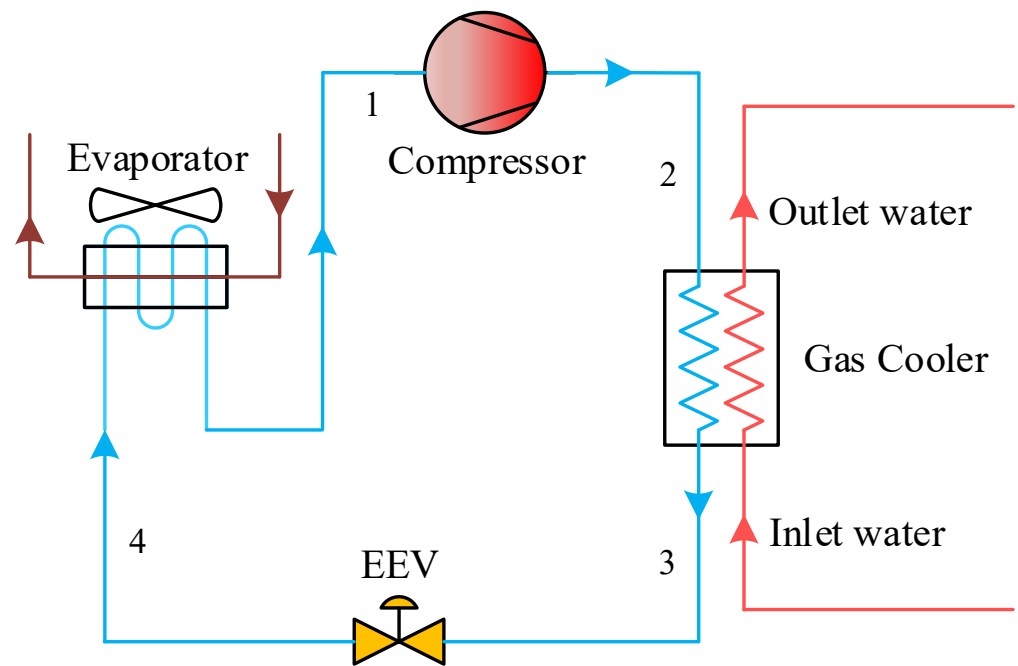 1
Compressor
Evaporator
2
Outlet water
Gas Cooler
Inlet water
3
4
EEV